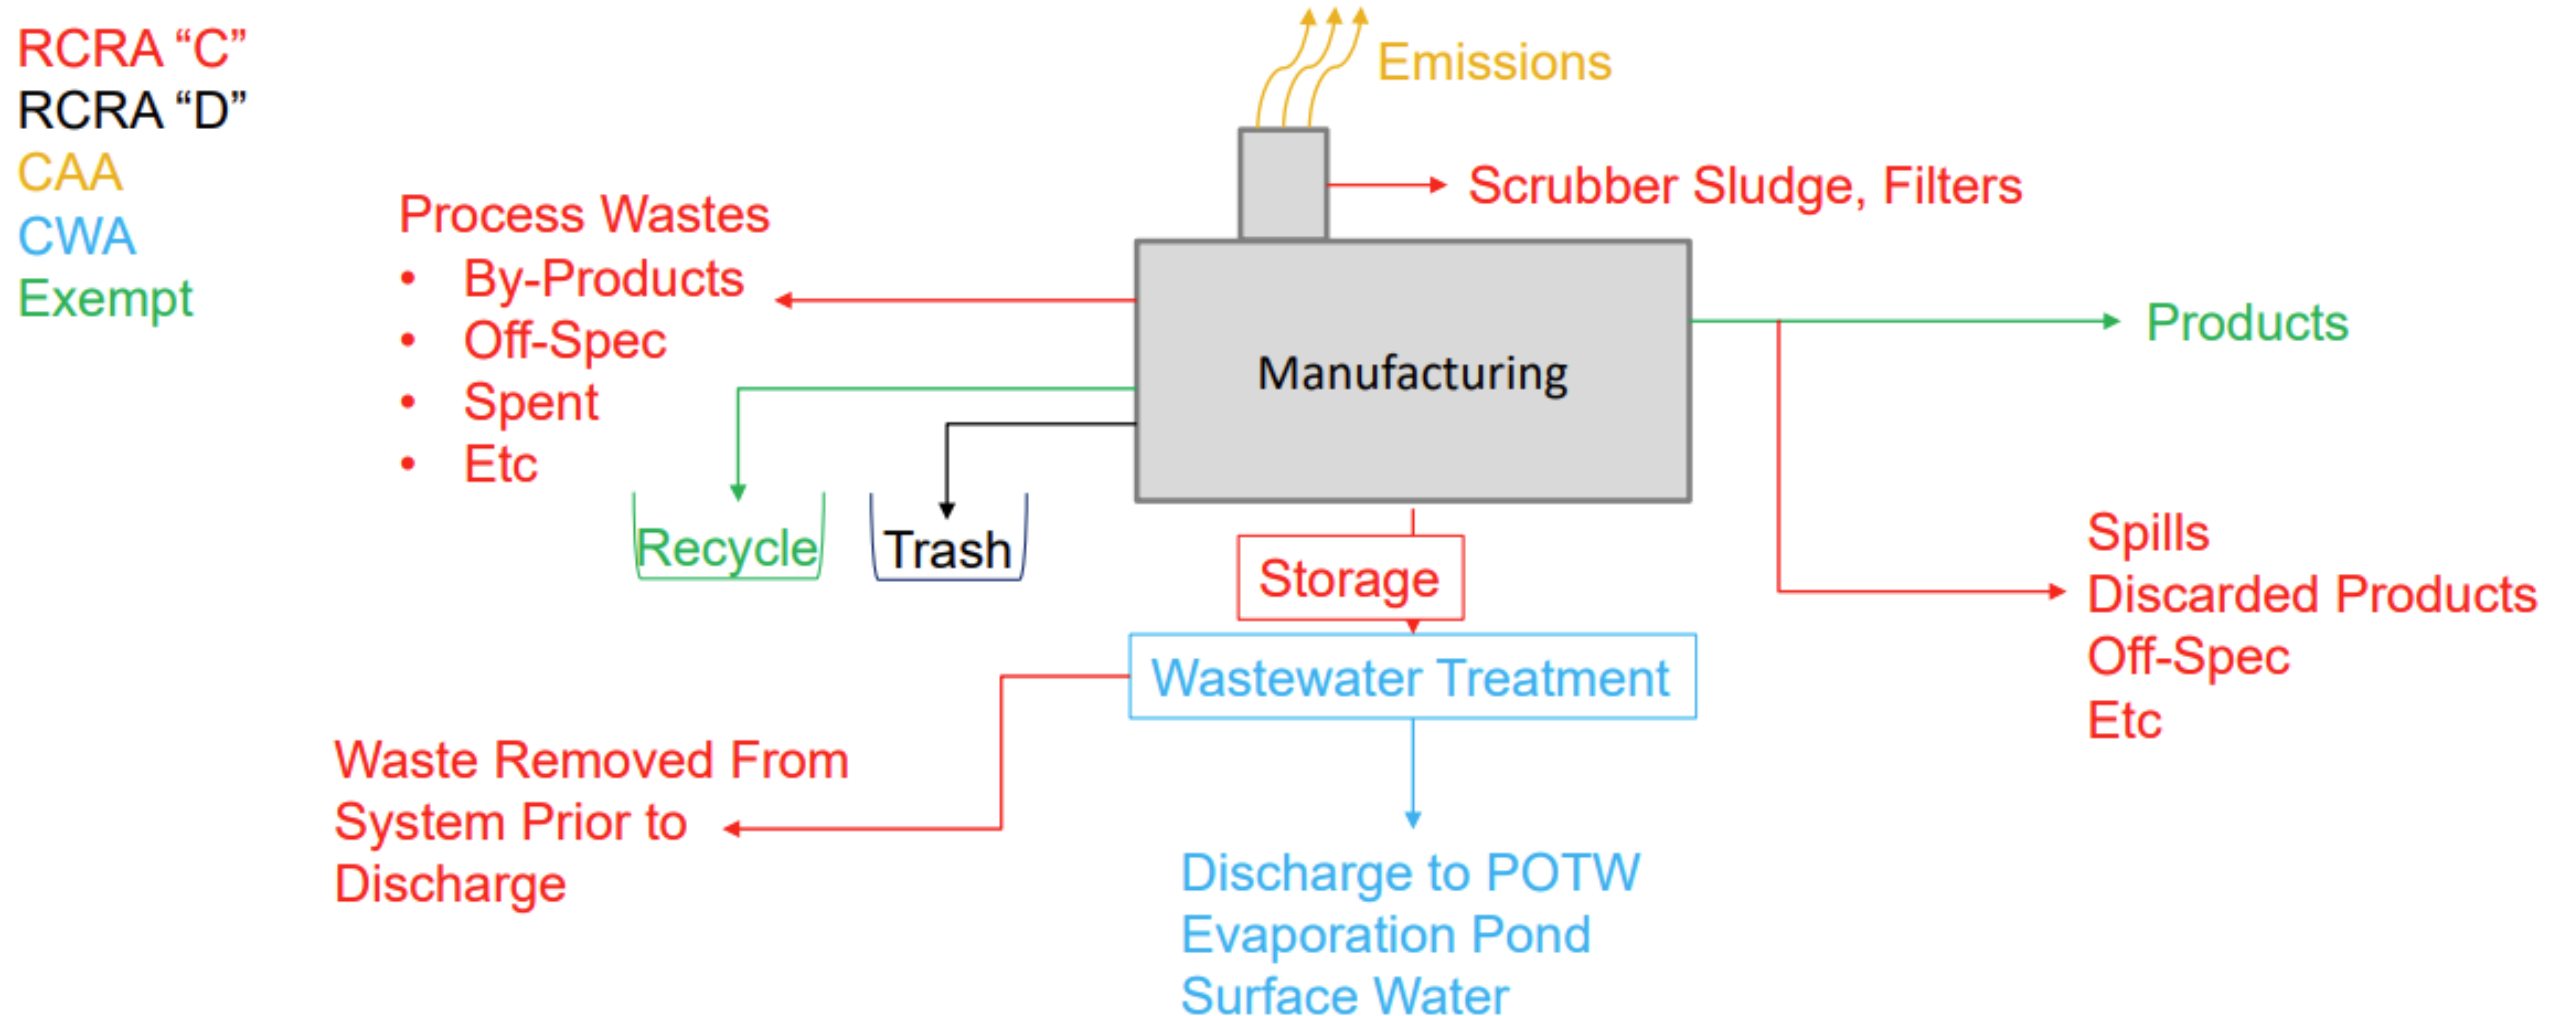 RCRA “C”
RCRA “D”
CAA
CWA
Exempt
Emissions
Scrubber Sludge, Filters
Process Wastes
• By-Products
• Off-Spec
• Spent
• Etc
Manufacturing
Products
Recycle
Trash
Storage
Wastewater Treatment
Spills
Discarded Products
Off-Spec
Etc
Waste Removed From
System Prior to
Discharge
Discharge to POTW
Evaporation Pond
Surface Water